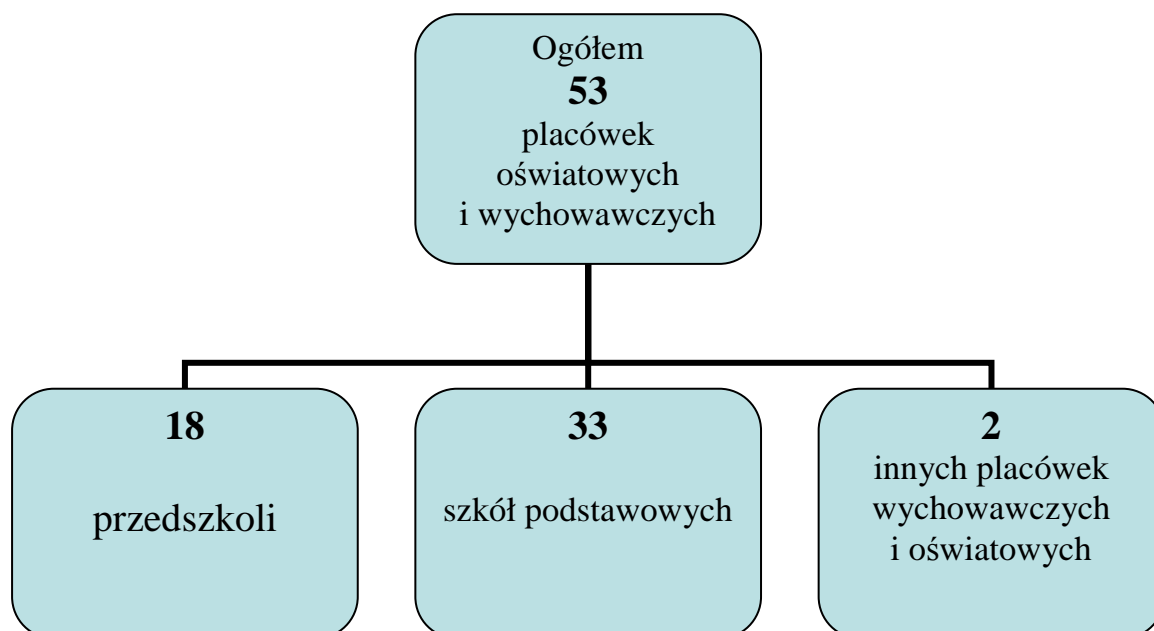 Ogółem
53
placówek
oświatowych
i wychowawczych
18
przedszkoli
33
szkół podstawowych
2
innych placówek
wychowawczych
i oświatowych